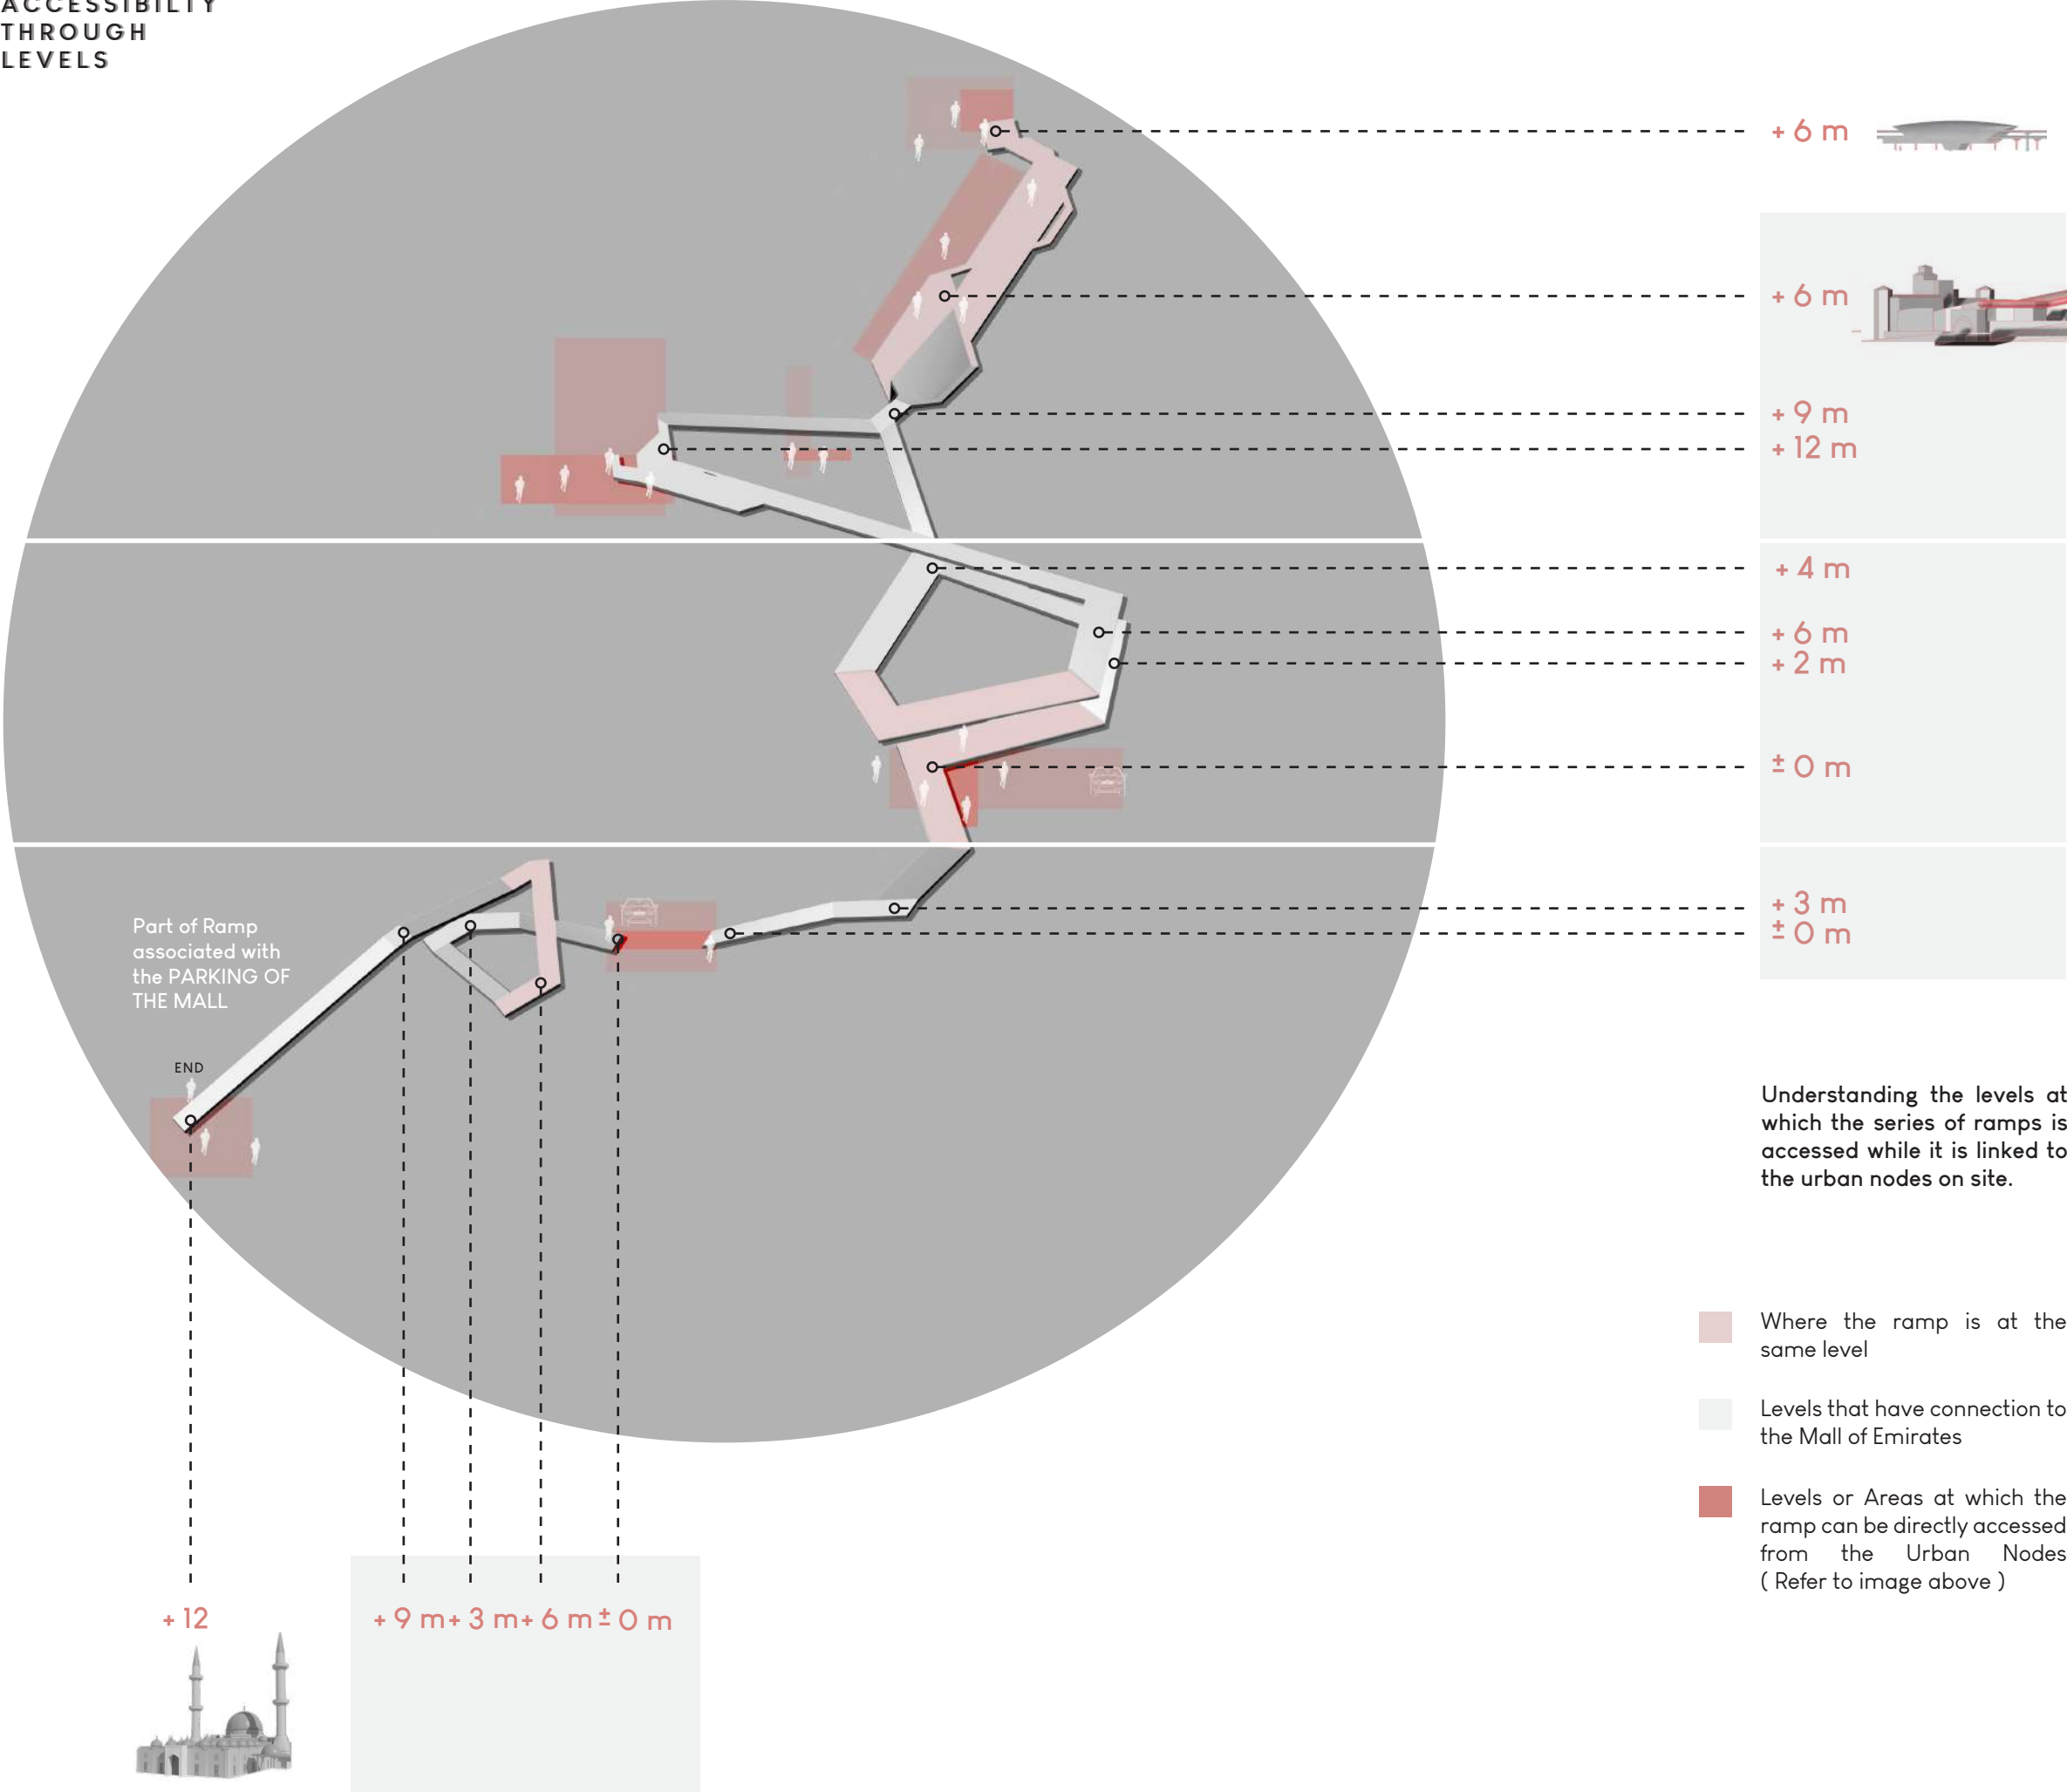 ACCESSIBILTY
THROUGH
LEVELS
+ 6 m
+ 6 m
+ 9 m
+ 12 m
+ 4 m
+ 6 m
+ 2 m
± 0 m
+ 3 m
± 0 m
Part of Ramp
associated with
the PARKING OF
THE MALL
END
Understanding the levels at
which the series of ramps is
accessed while it is linked to
the urban nodes on site.
Where the ramp is at the
same level
Levels that have connection to
the Mall of Emirates
Levels or Areas at which the
ramp can be directly accessed
from the Urban Nodes
( Refer to image above )
+ 12
+ 9 m + 3 m + 6 m ± 0 m